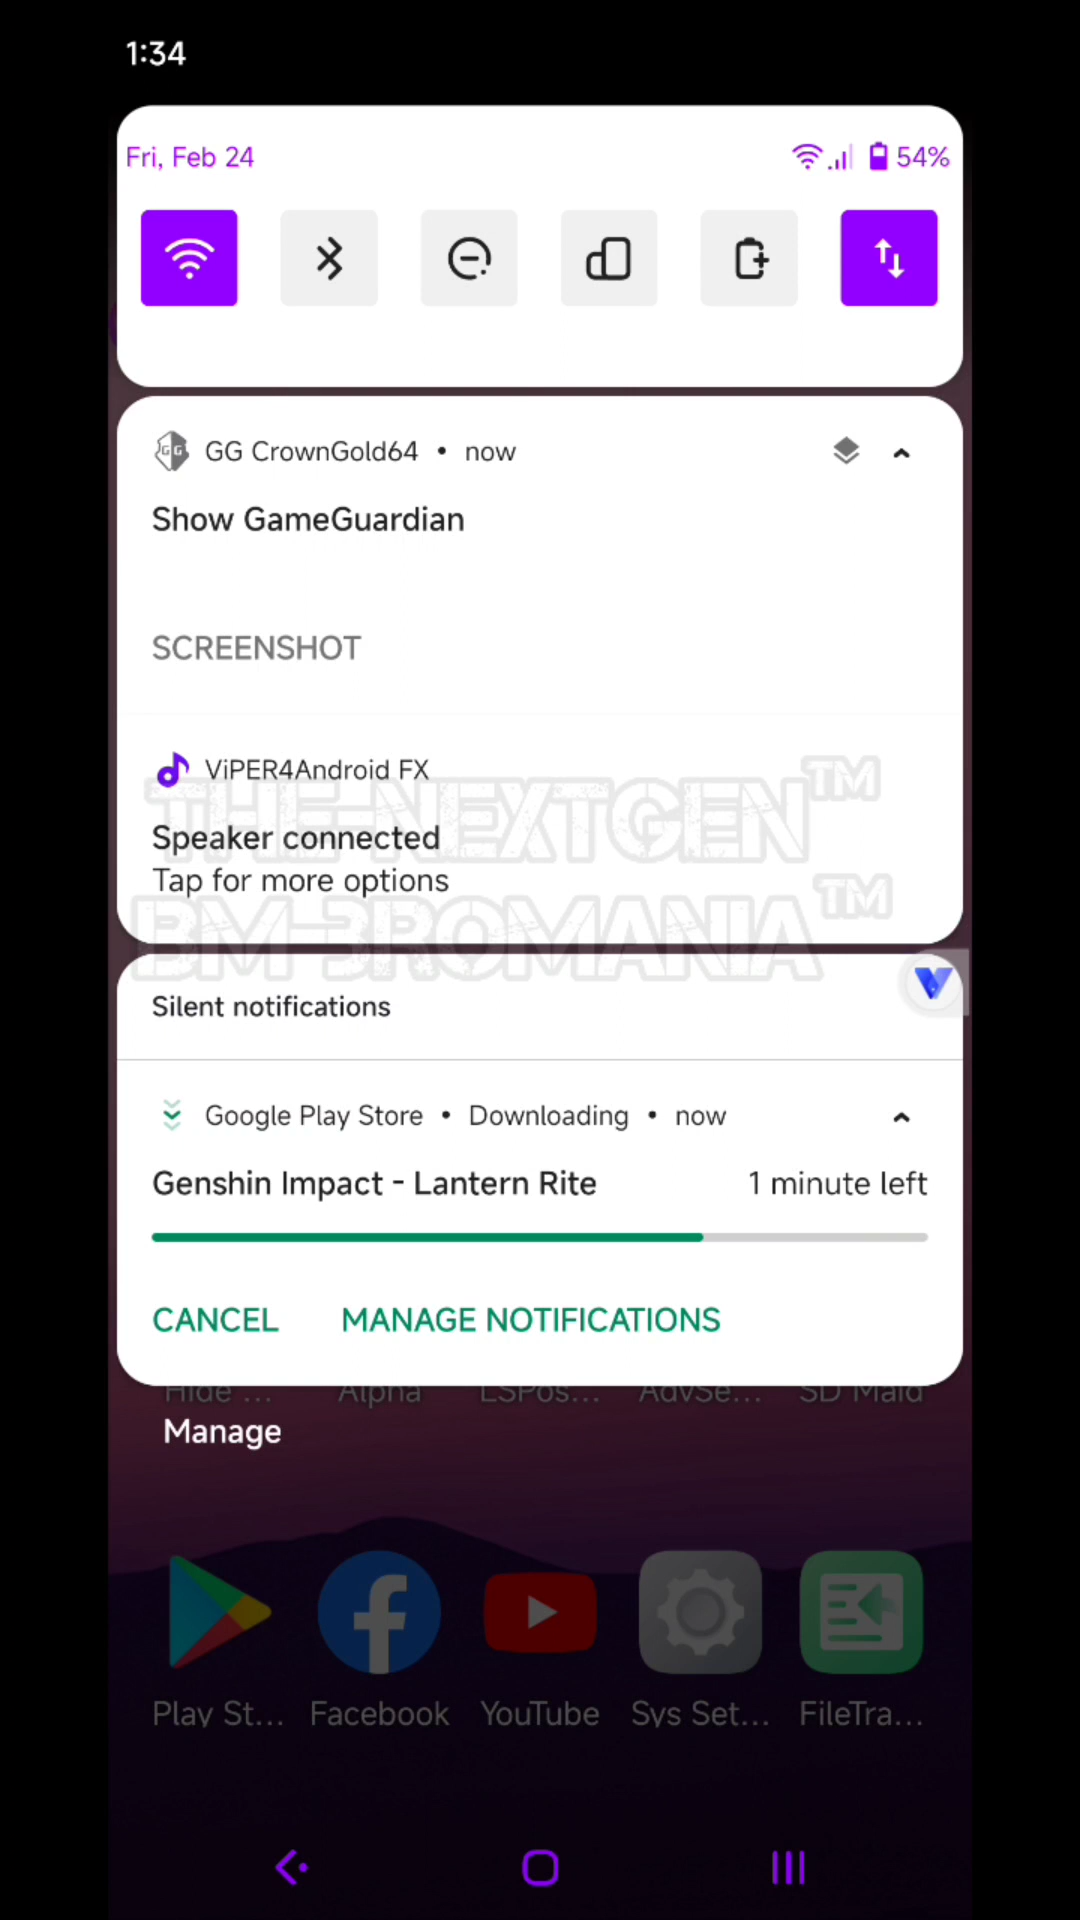 1:34
Fri, Feb 24
54%
GG CrownGold64 • now
Show GameGuardian
SCREENSHOT
ViPER4Android FX
THE-NEXTGEN™
Speaker connected
Tap for more options
BM-3ROMANIA™
Silent notifications
Google Play Store • Downloading • now
Genshin Impact - Lantern Rite
1 minute left
CANCEL
MANAGE NOTIFICATIONS
Hide ...
Alpha
LSPos...
AdvSe...
SD Maid
Manage
Play St...
Facebook
YouTube
Sys Set...
FileTra...